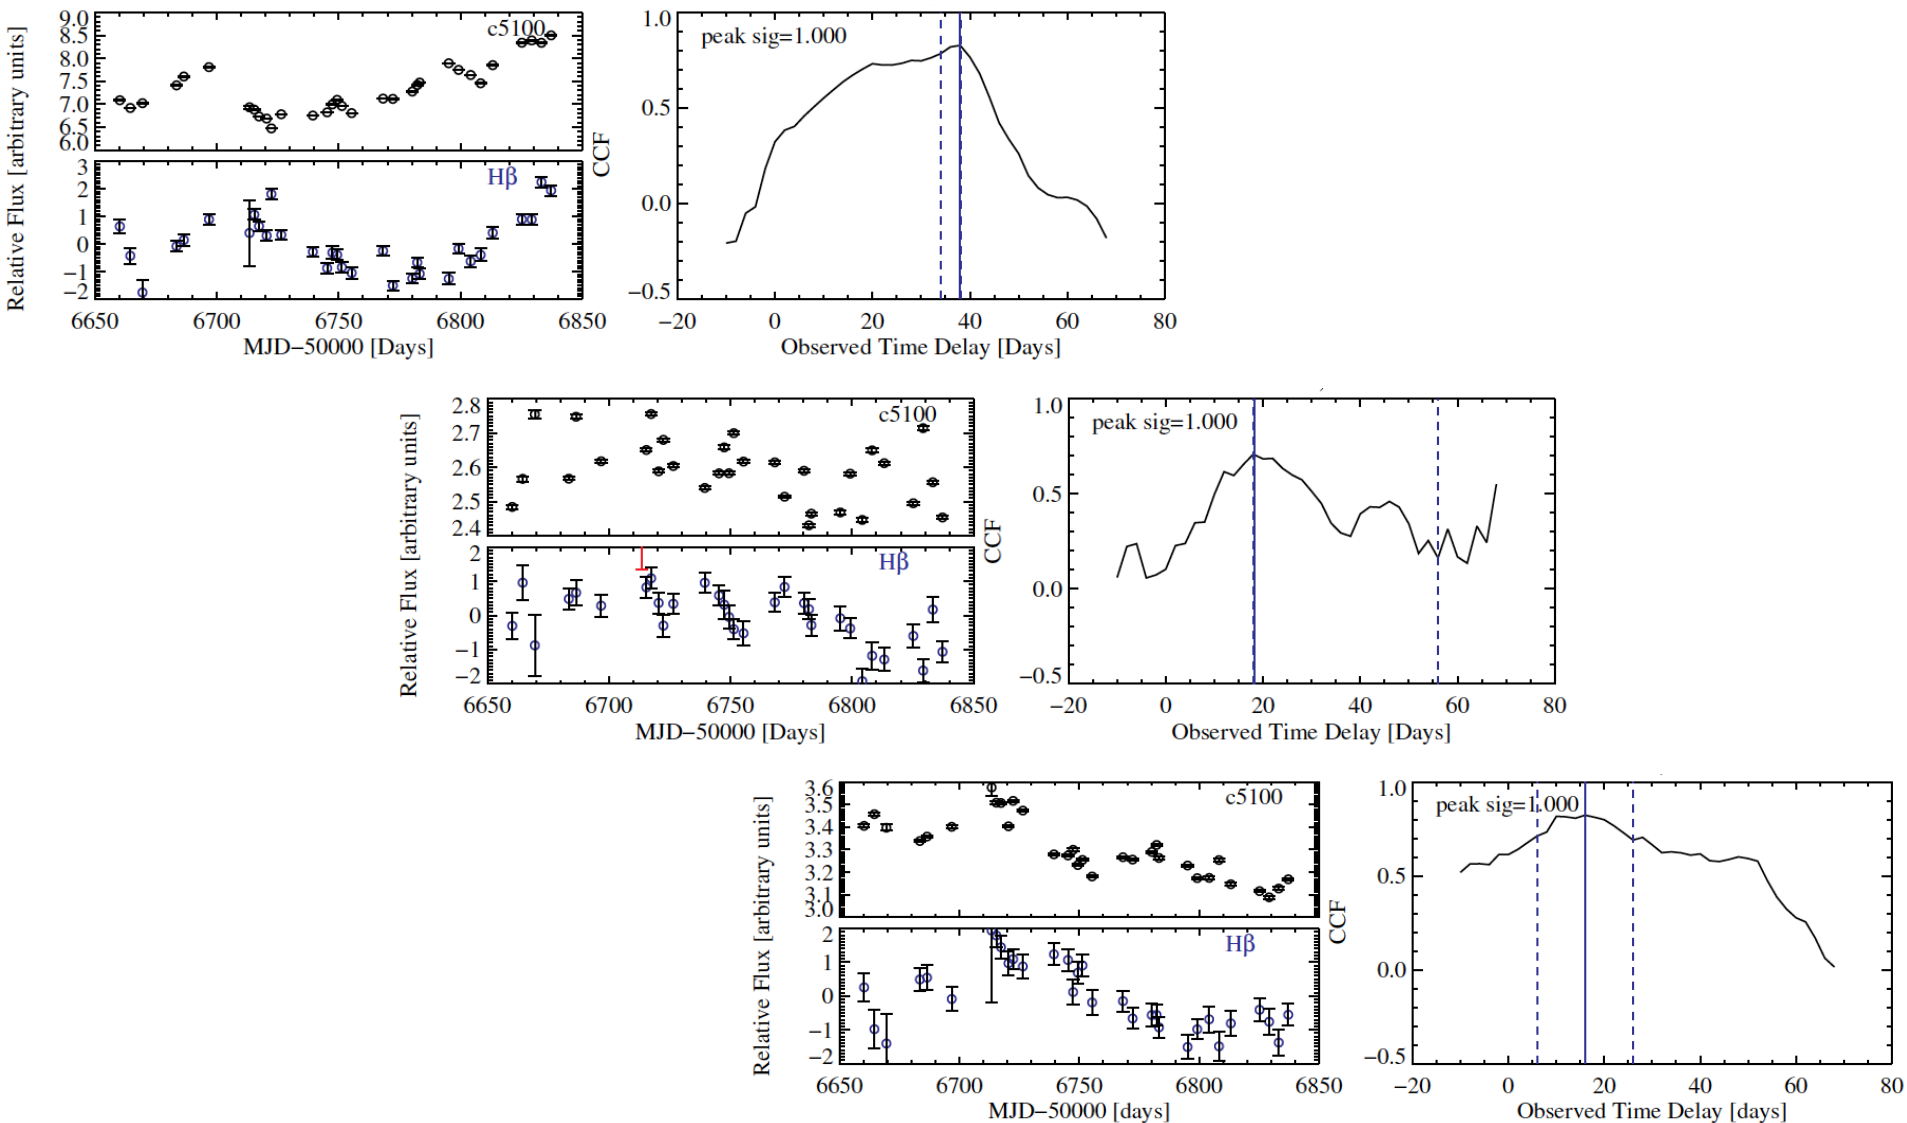 Relative Flux [arbitrary units]
9.0
8.5
8.0
7.5
7.0
6.5
6.0
c5100
3
2
1
0
−1
−2
Hβ
6650 6700 6750 6800 6850
MJD−50000 [Days]
CCF
1.0
0.5
0.0
−0.5
peak sig=1.000
−20 0 20 40 60 80
Observed Time Delay [Days]
Relative Flux [arbitrary units]
2.8
2.7
2.6
2.5
2.4
c5100
2
1
0
−1
−2
Hβ
6650 6700 6750 6800 6850
MJD−50000 [Days]
CCF
1.0
0.5
0.0
−0.5
peak sig=1.000
−20 0 20 40 60 80
Observed Time Delay [Days]
Relative Flux [arbitrary units]
3.6
3.5
3.4
3.3
3.2
3.1
3.0
c5100
2
1
0
−1
−2
Hβ
6650 6700 6750 6800 6850
MJD−50000 [days]
CCF
1.0
0.5
0.0
−0.5
peak sig=1.000
−20 0 20 40 60 80
Observed Time Delay [days]